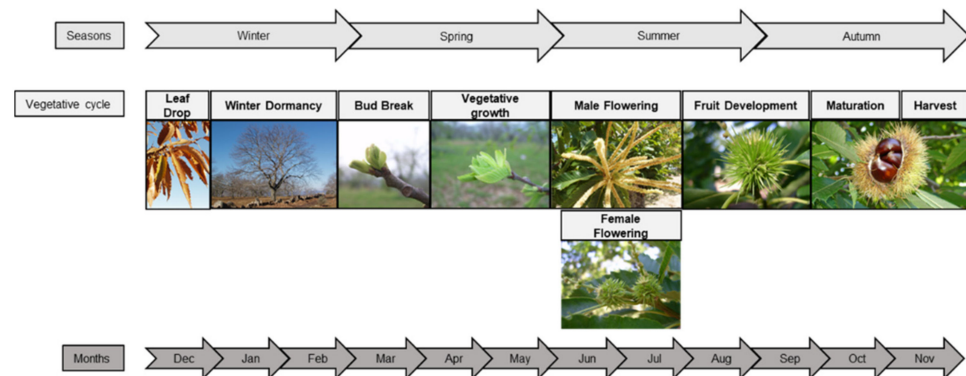 Seasons
Winter
Spring
Summer
Autumn
Vegetative cycle
Leaf
Drop
Winter Dormancy
Bud Break
Vegetative
growth
Male Flowering
Fruit Development
Maturation
Harvest
Female
Flowering
Months
Dec
Jan
Feb
Mar
Apr
May
Jun
Jul
Aug
Sep
Oct
Nov